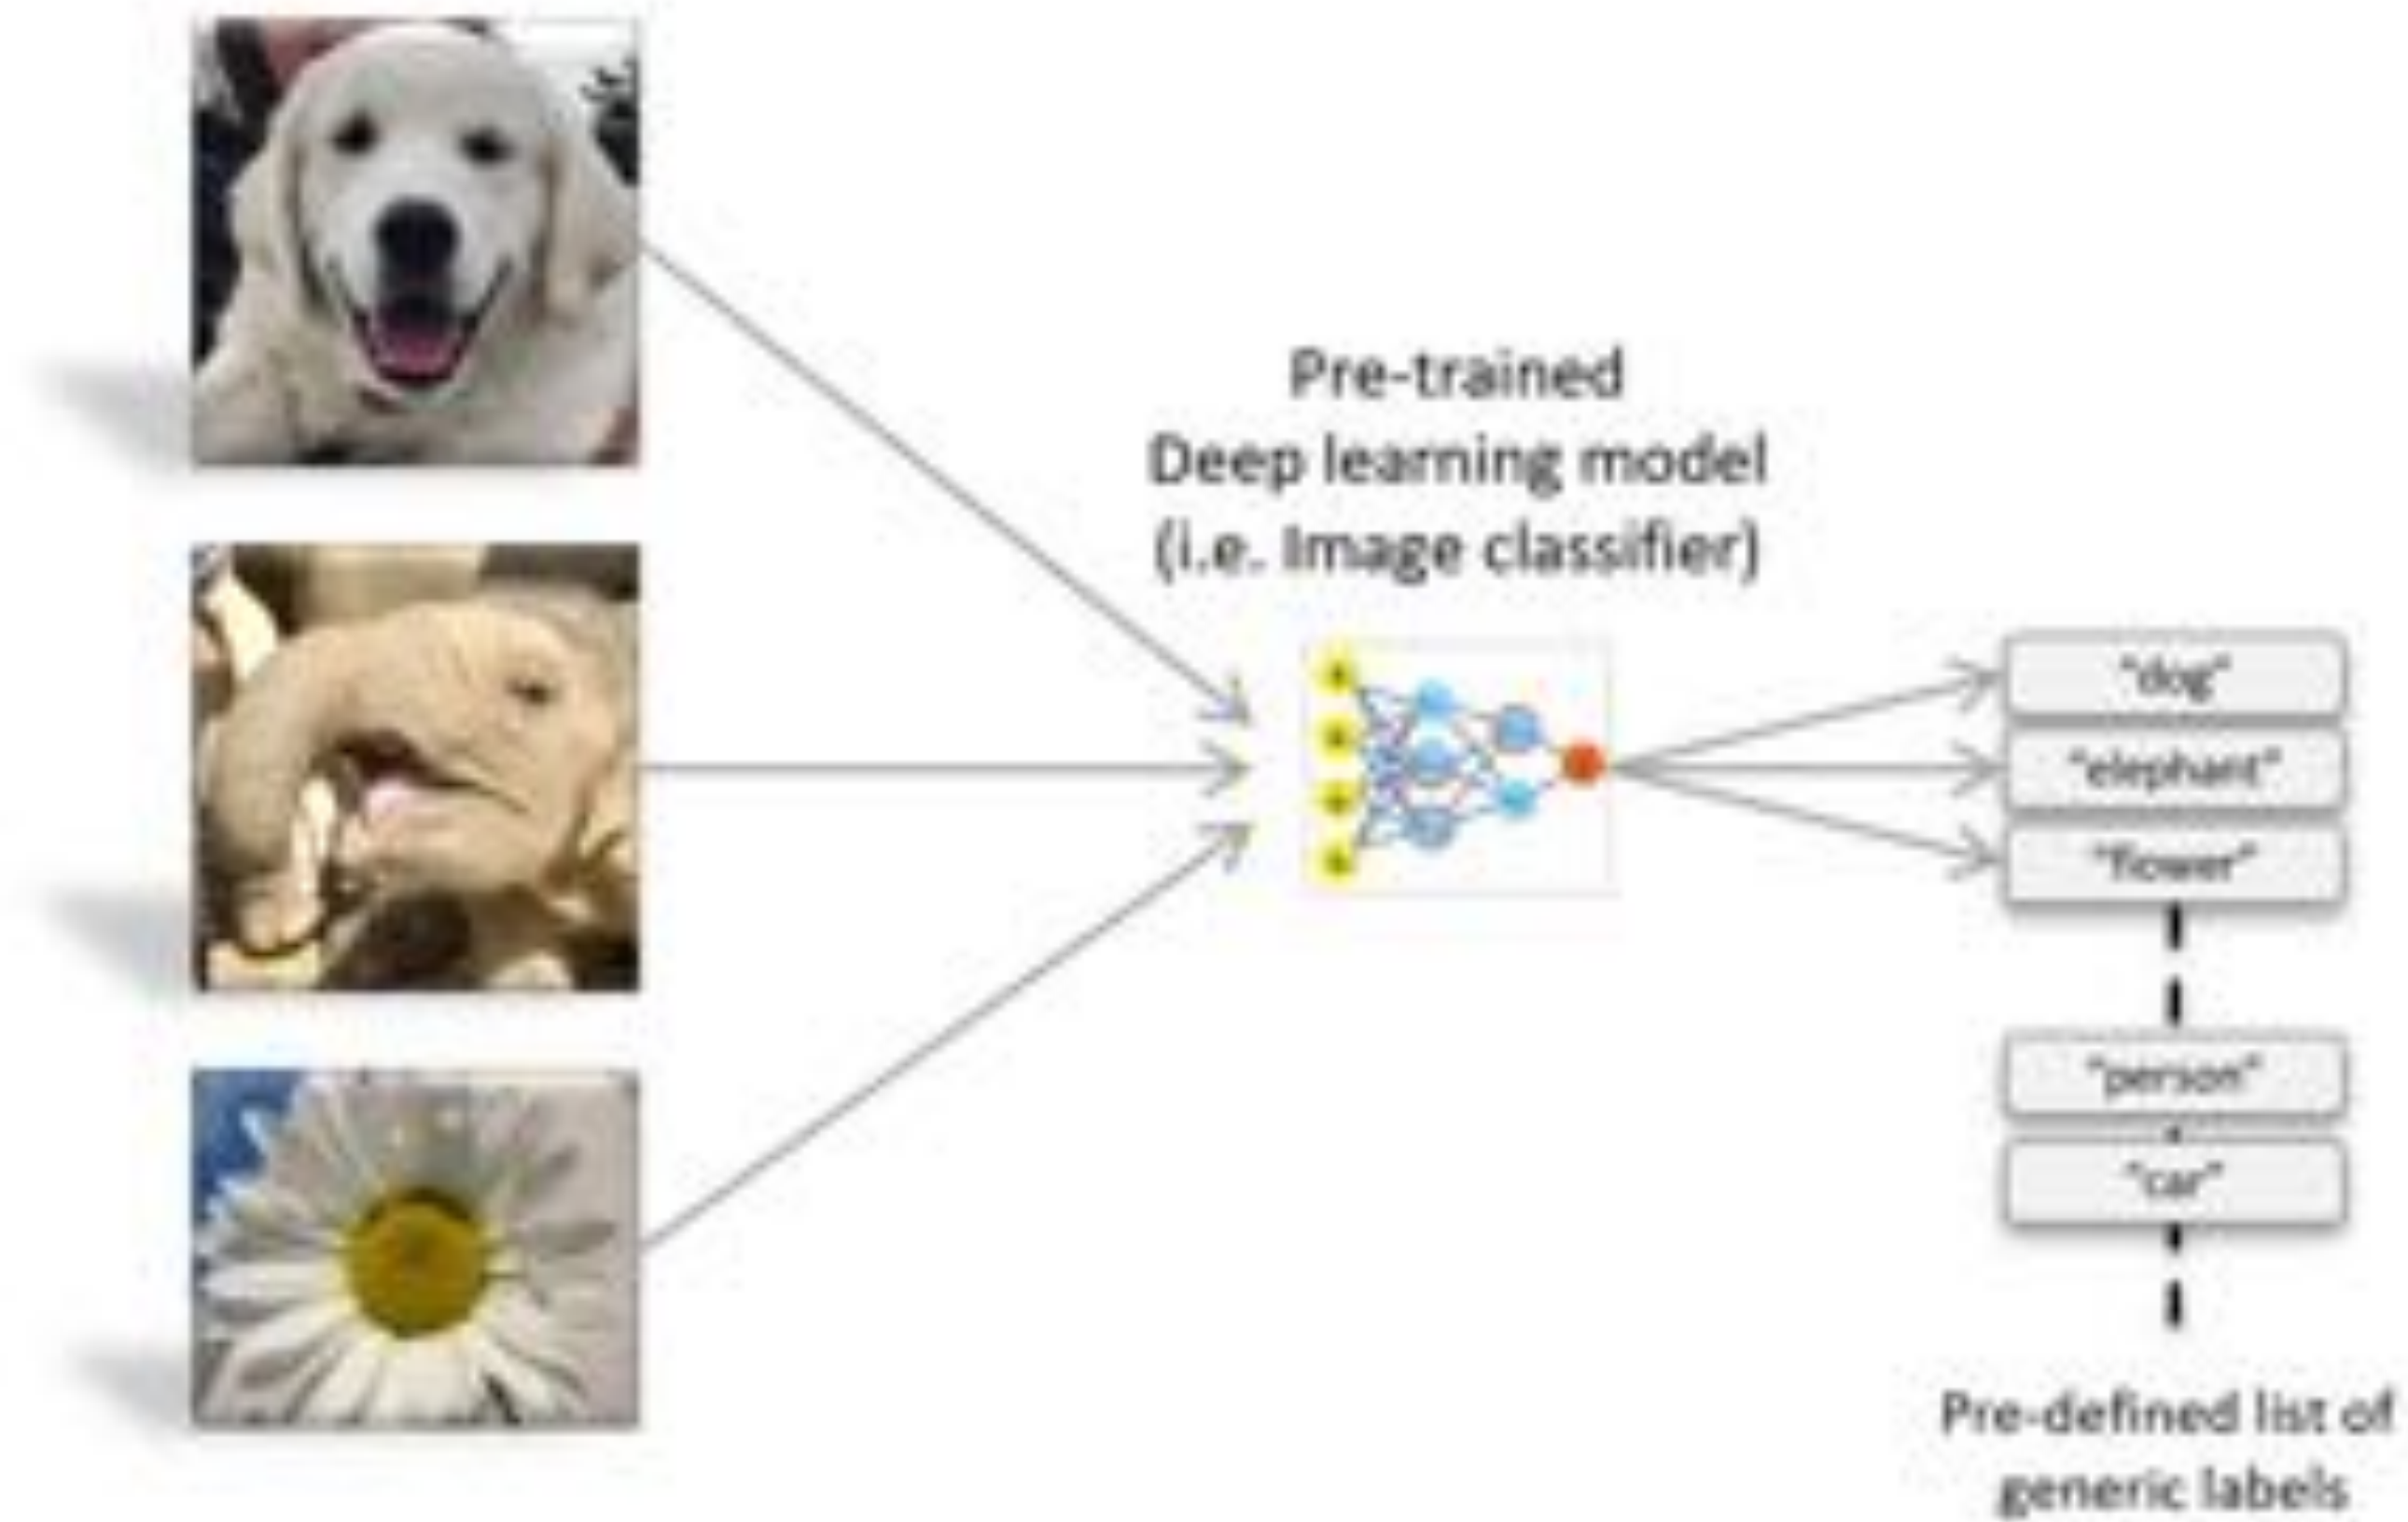 Pre-trained
Deep learning model
(i.e. Image classifier)
"dog"
"elephant"
"flower"
"person"
"car"
Pre-defined list of
generic labels